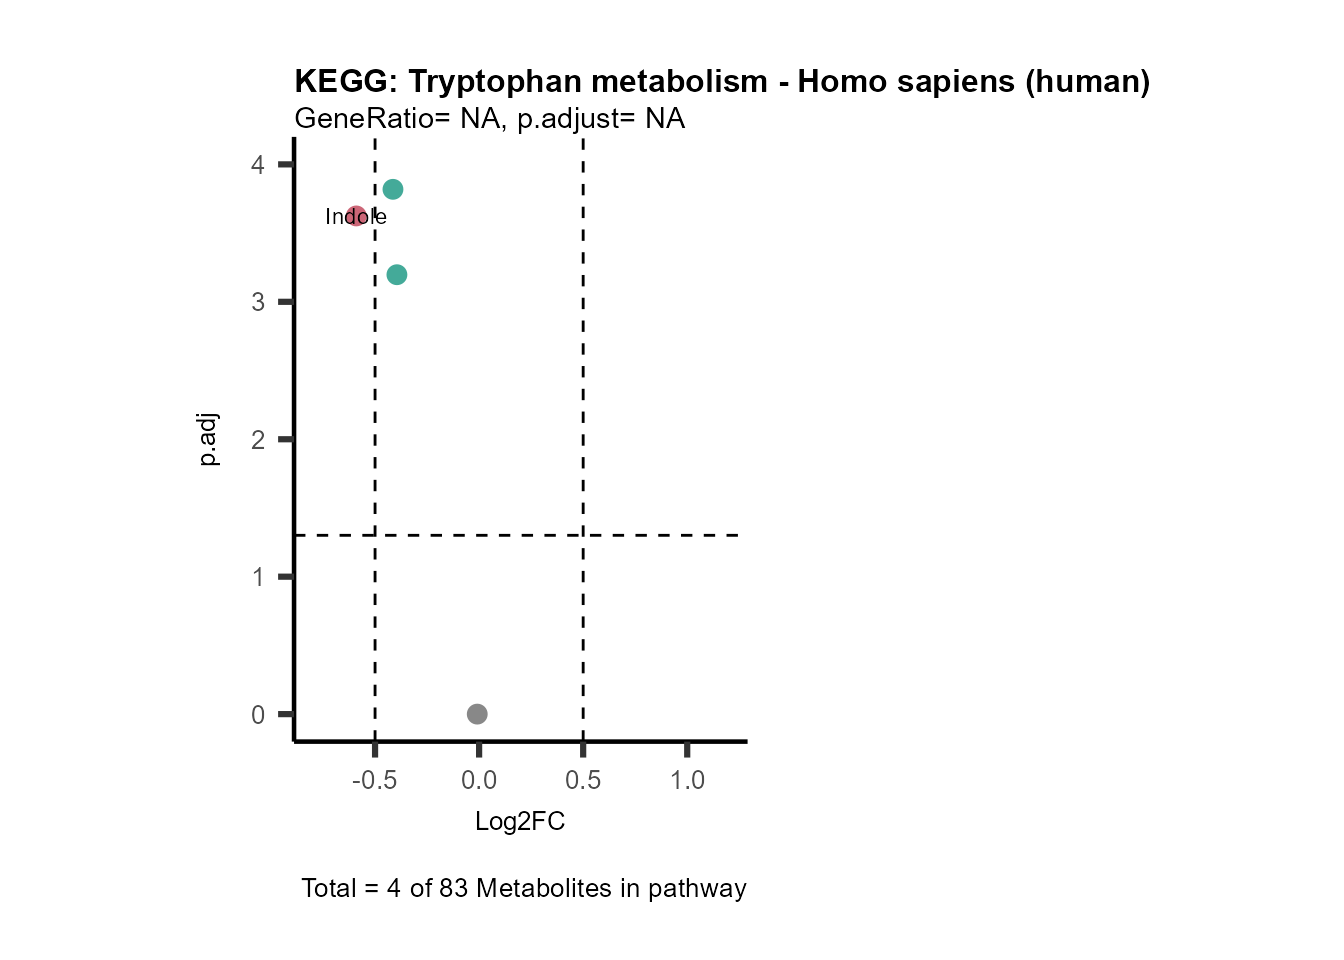 KEGG: Tryptophan metabolism - Homo sapiens (human)
GeneRatio= NA, p.adjust= NA
4
Indole
3
p.adj
2
1
0
-0.5 0.0 0.5 1.0
Log2FC
Total = 4 of 83 Metabolites in pathway